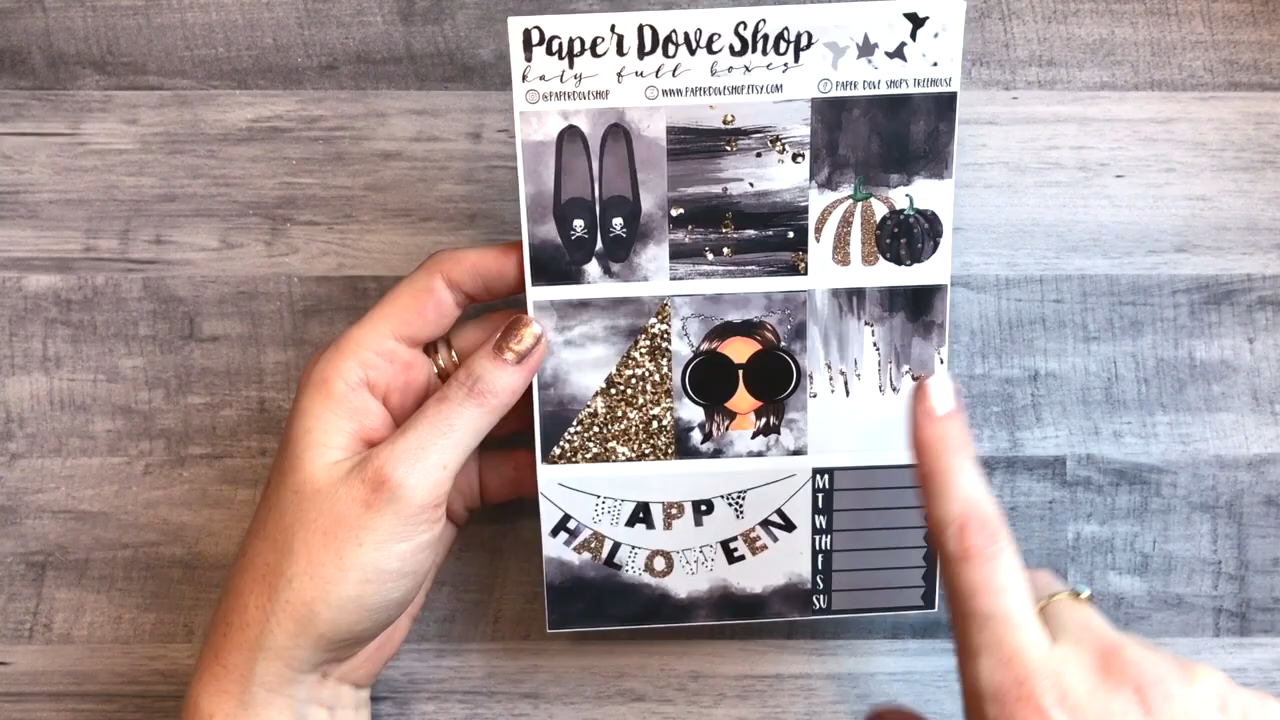 Paper Dove Shop
katy full boxes
@PAPERDOVESHOP
WWW.PAPERDOVESHOP.ETSY.COM
PAPER DOVE SHOP'S TREEHOUSE
HAPPY
HALLOWEEN
M
T
W
TH
F
S
SU